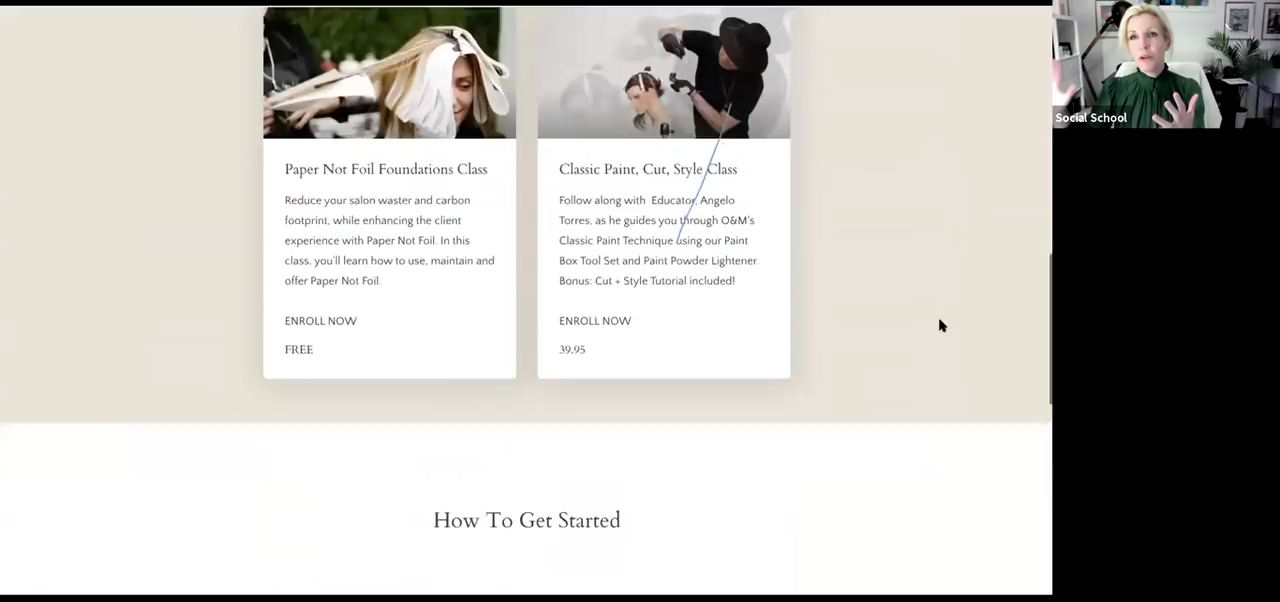 Social School
Paper Not Foil Foundations Class
Reduce your salon waster and carbon
footprint, while enhancing the client
experience with Paper Not Foil. In this
class, you'll learn how to use, maintain and
offer Paper Not Foil.
ENROLL NOW
FREE
Classic Paint, Cut, Style Class
Follow along with Educator, Angelo
Torres, as he guides you through O&M's
Classic Paint Technique using our Paint
Box Tool Set and Paint Powder Lightener.
Bonus: Cut + Style Tutorial included!
ENROLL NOW
39.95
How To Get Started